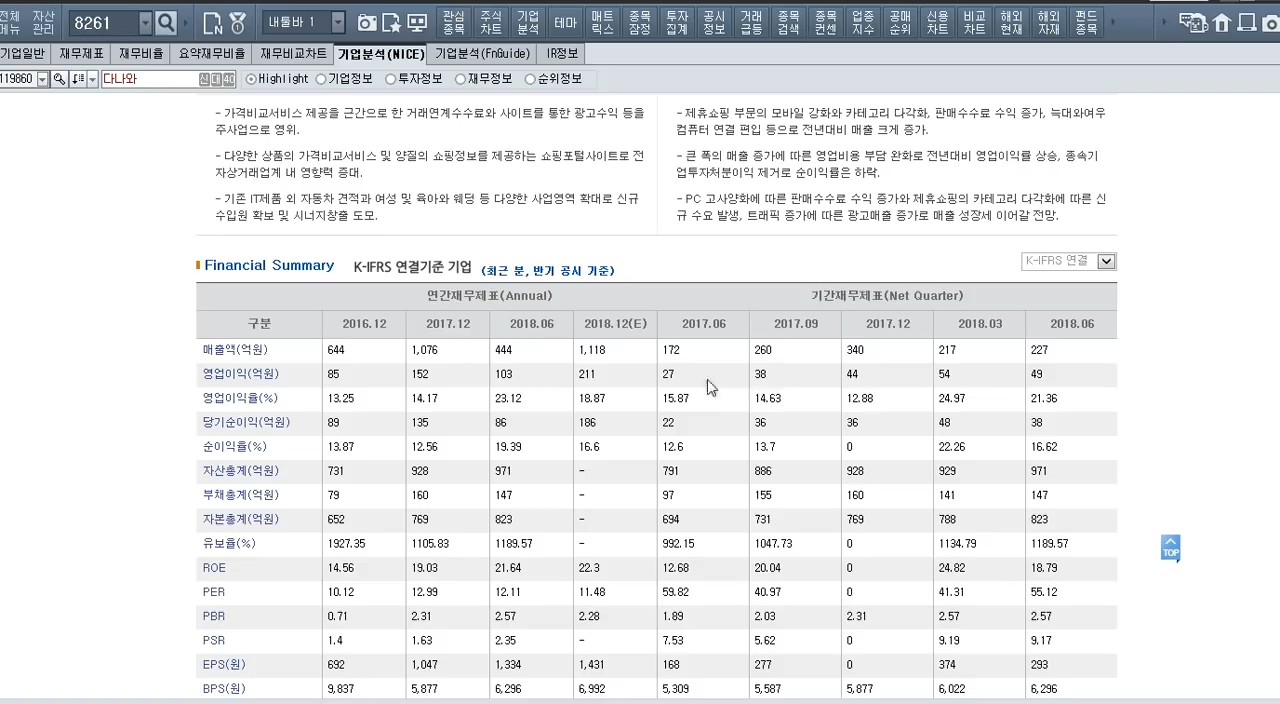 전체 자산 8261 내툴바 1 관심 주식 기업 테마 매트 종목 투자 공시 거래 종목 종목 업종 공매 신용 비교 해외 해외 펀드
메뉴 관리 종목 차트 분석 릭스 잠정 집계 정보 급등 검색 컨센 지수 순위 차트 차트 현재 자재 종목
기업일반 재무제표 재무비율 요약재무비율 재무비교차트 기업분석(NICE) 기업분석(FnGuide) IR정보
119860 다나와 신 대 40 Highlight 기업정보 투자정보 재무정보 순위정보
- 가격비교서비스 제공을 근간으로 한 거래연계수수료와 사이트를 통한 광고수익 등을
주사업으로 영위.
- 다양한 상품의 가격비교서비스 및 양질의 쇼핑정보를 제공하는 쇼핑포털사이트로 전
자상거래업계 내 영향력 증대.
- 기존 IT제품 외 자동차 견적과 여성 및 육아와 웨딩 등 다양한 사업영역 확대로 신규
수입원 확보 및 시너지창출 도모.
- 제휴쇼핑 부문의 모바일 강화와 카테고리 다각화, 판매수수료 수익 증가, 늑대와여우
컴퓨터 연결 편입 등으로 전년대비 매출 크게 증가.
- 큰 폭의 매출 증가에 따른 영업비용 부담 완화로 전년대비 영업이익률 상승, 종속기
업투자처분이익 제거로 순이익률은 하락.
- PC 고사양화에 따른 판매수수료 수익 증가와 제휴쇼핑의 카테고리 다각화에 따른 신
규 수요 발생, 트래픽 증가에 따른 광고매출 증가로 매출 성장세 이어갈 전망.
Financial Summary K-IFRS 연결기준 기업 (최근 분, 반기 공시 기준) K-IFRS 연결
연간재무제표(Annual) 기간재무제표(Net Quarter)
구분 2016.12 2017.12 2018.06 2018.12(E) 2017.06 2017.09 2017.12 2018.03 2018.06
매출액(억원) 644 1,076 444 1,118 172 260 340 217 227
영업이익(억원) 85 152 103 211 27 38 44 54 49
영업이익율(%) 13.25 14.17 23.12 18.87 15.87 14.63 12.88 24.97 21.36
당기순이익(억원) 89 135 86 186 22 36 36 48 38
순이익율(%) 13.87 12.56 19.39 16.6 12.6 13.7 0 22.26 16.62
자산총계(억원) 731 928 971 - 791 886 928 929 971
부채총계(억원) 79 160 147 - 97 155 160 141 147
자본총계(억원) 652 769 823 - 694 731 769 788 823
유보율(%) 1927.35 1105.83 1189.57 - 992.15 1047.73 0 1134.79 1189.57
ROE 14.56 19.03 21.64 22.3 12.68 20.04 0 24.82 18.79
PER 10.12 12.99 12.11 11.48 59.82 40.97 0 41.31 55.12
PBR 0.71 2.31 2.57 2.28 1.89 2.03 2.31 2.57 2.57
PSR 1.4 1.63 2.35 - 7.53 5.62 0 9.19 9.17
EPS(원) 692 1,047 1,334 1,431 168 277 0 374 293
BPS(원) 9,837 5,877 6,296 6,992 5,309 5,587 5,877 6,022 6,296
TOP